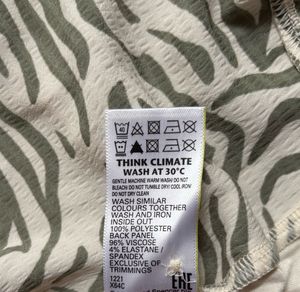 40
THINK CLIMATE
WASH AT 30°C
GENTLE MACHINE WARM WASH/ DO NOT
BLEACH/ DO NOT TUMBLE DRY/ COOL IRON/
DO NOT DRY CLEAN
WASH SIMILAR
COLOURS TOGETHER
WASH AND IRON
INSIDE OUT
100% POLYESTER
BACK PANEL
96% VISCOSE
4% ELASTANE /
SPANDEX
EXCLUSIVE OF
TRIMMINGS
1221
X64C